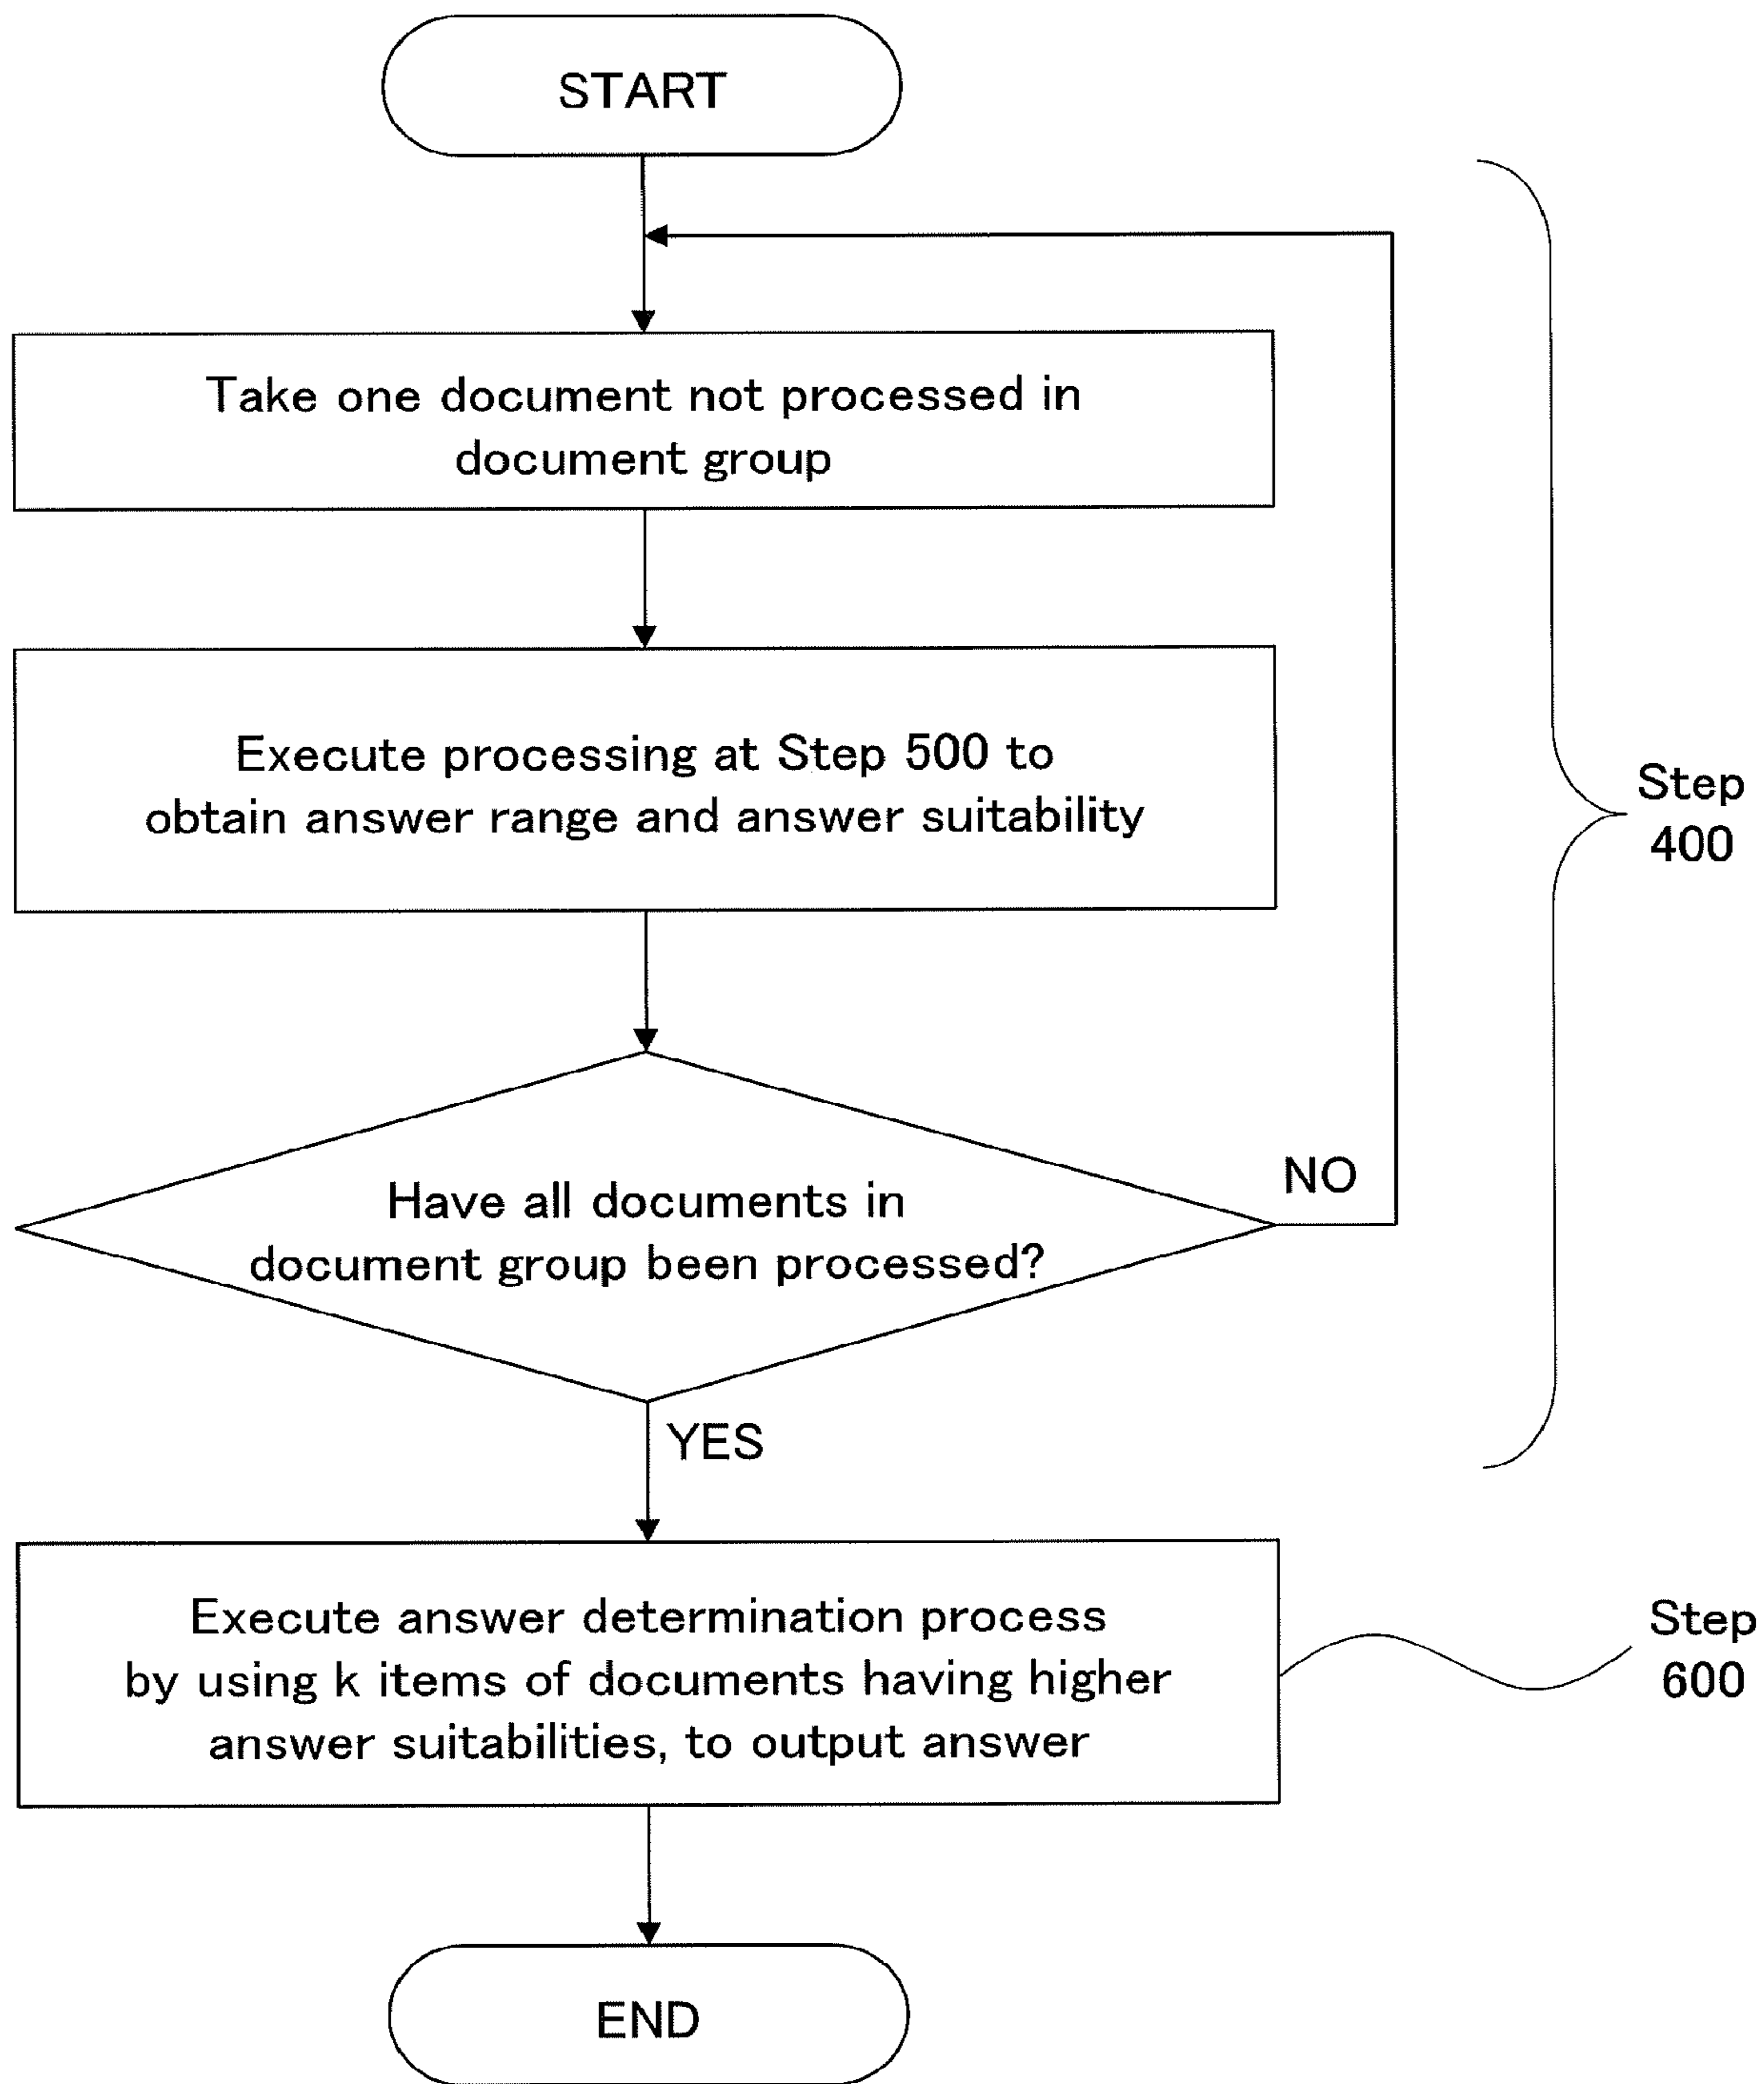 START
Take one document not processed in
document group
Execute processing at Step 500 to
obtain answer range and answer suitability
Step
400
Have all documents in
document group been processed?
NO
YES
Execute answer determination process
by using k items of documents having higher
answer suitabilities, to output answer
Step
600
END